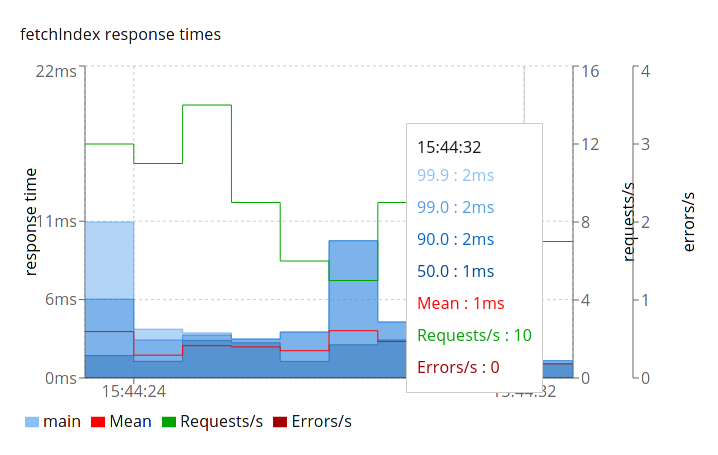 fetchIndex response times
22ms
11ms
6ms
0ms
response time
15:44:24
15:44:32
16
12
8
4
0
requests/s
4
3
2
1
0
errors/s
15:44:32
99.9 : 2ms
99.0 : 2ms
90.0 : 2ms
50.0 : 1ms
Mean : 1ms
Requests/s : 10
Errors/s : 0
main Mean Requests/s Errors/s